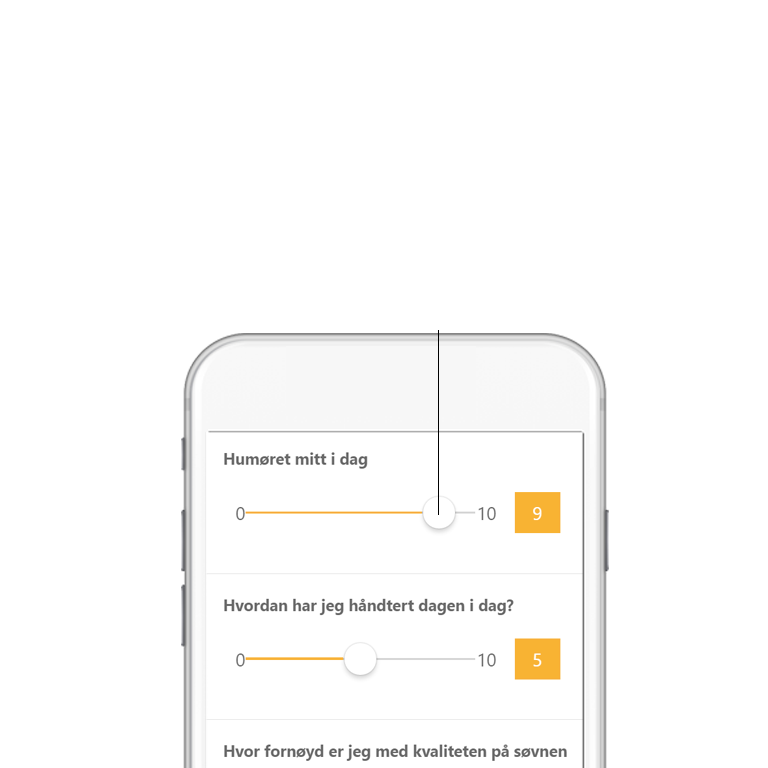 Humøret mitt i dag
0 10 9
Hvordan har jeg håndtert dagen i dag?
0 10 5
Hvor fornøyd er jeg med kvaliteten på søvnen